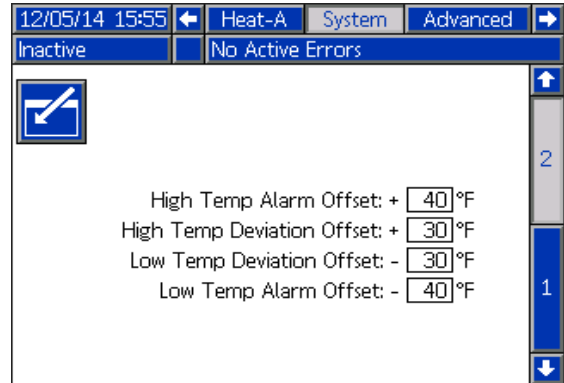 12/05/14 15:55 Heat-A System Advanced
Inactive No Active Errors
2
High Temp Alarm Offset: + 40 °F
High Temp Deviation Offset: + 30 °F
Low Temp Deviation Offset: - 30 °F
Low Temp Alarm Offset: - 40 °F
1